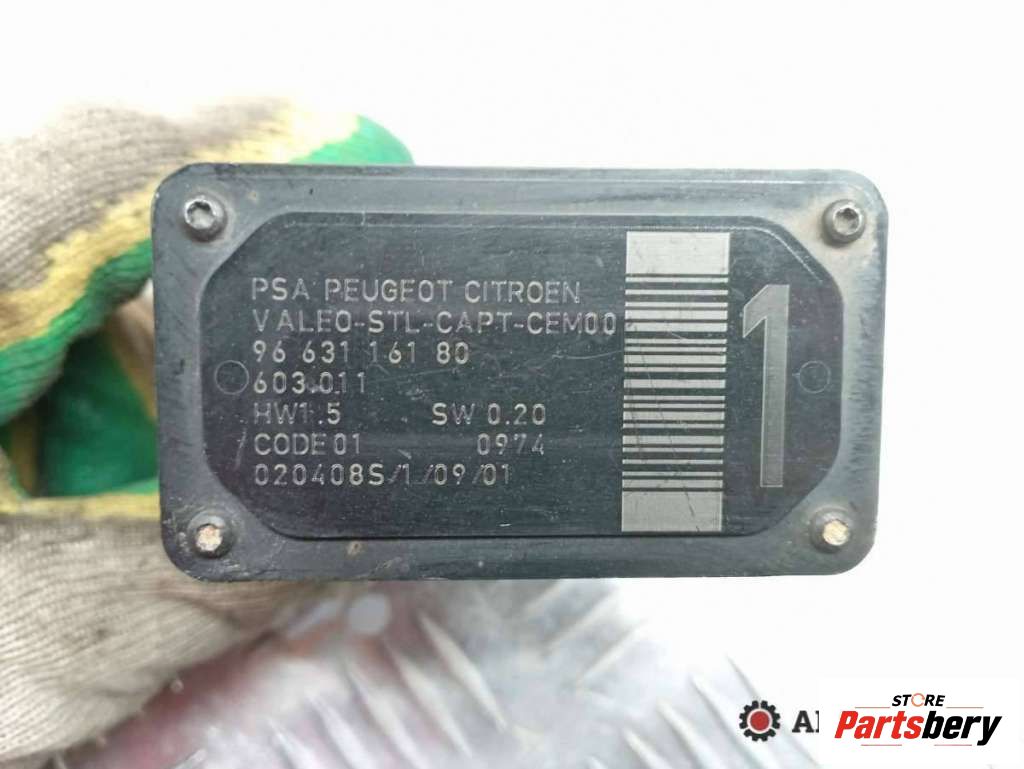 PSA PEUGEOT CITROEN
VALEO-STL-CAPT-CEM00
96 631 161 80
603.011
HW1.5 SW 0.20
CODE 01 0974
020408S/1/09/01
1
STORE
Partsbery